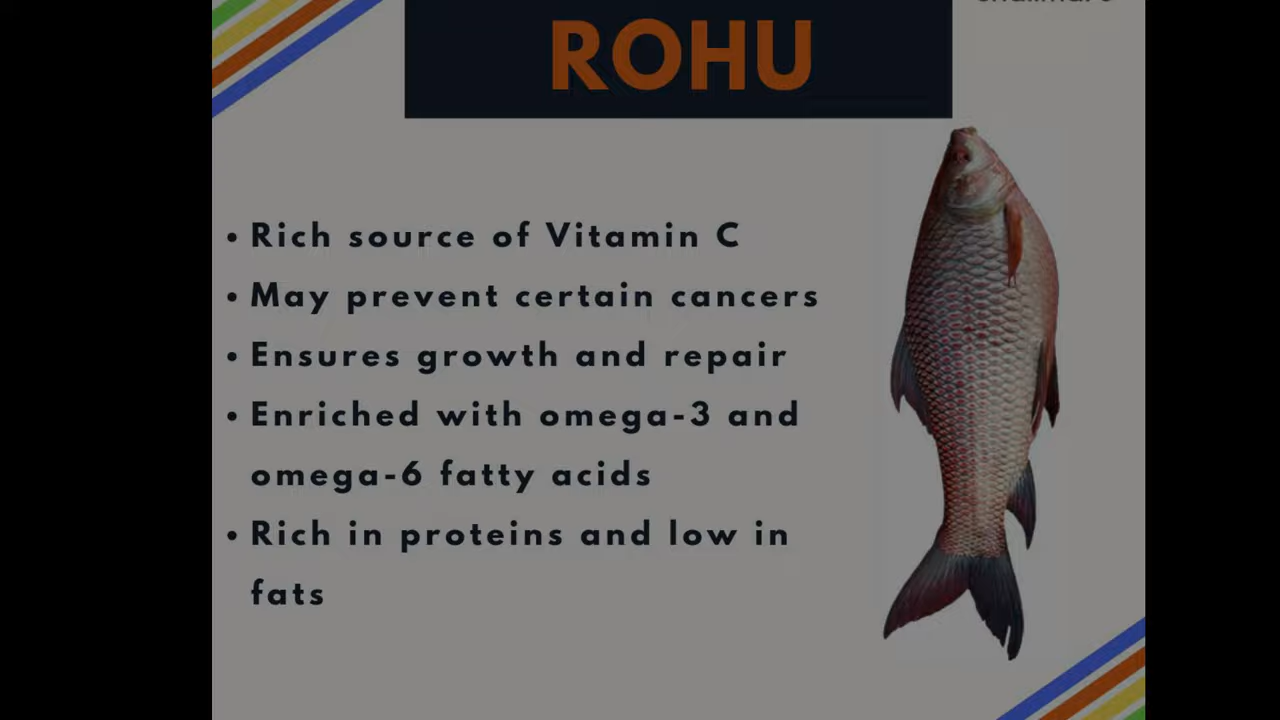 ROHU
• Rich source of Vitamin C
• May prevent certain cancers
• Ensures growth and repair
• Enriched with omega-3 and
omega-6 fatty acids
• Rich in proteins and low in
fats